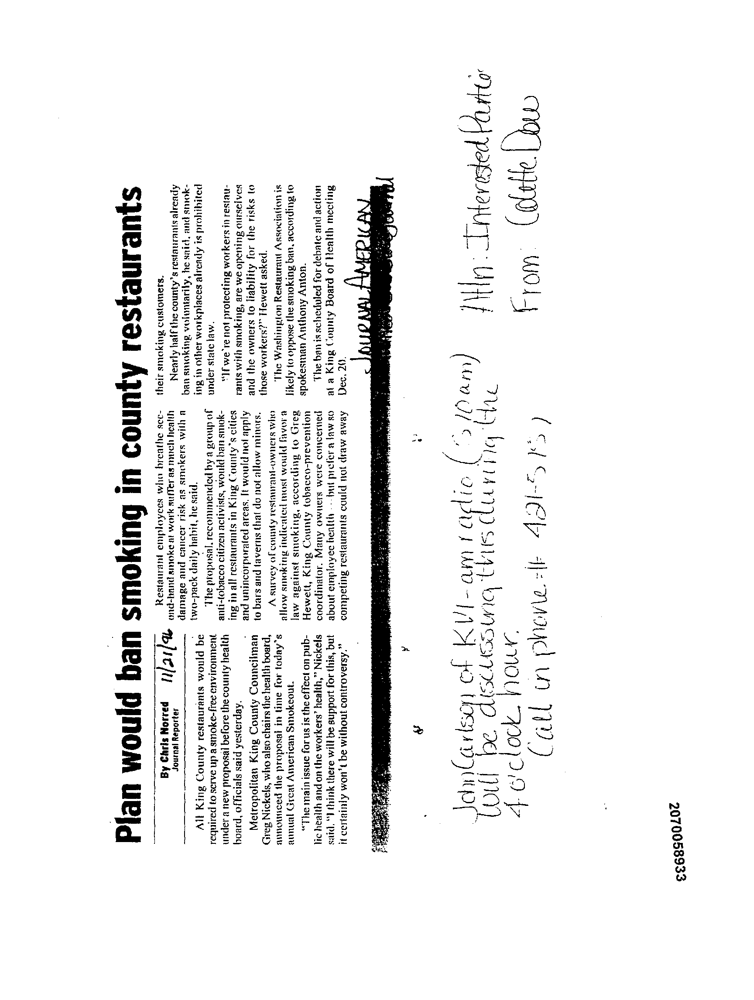 Plan would ban smoking in county restaurants
By Chris Norred 11/21/96
Journal Reporter
All King County restaurants would be
required to serve up a smoke-free environment
under a new proposal before the county health
board, officials said yesterday.
Metropolitan King County Councilman
Greg Nickels, who also chairs the health board,
announced the proposal in time for today's
annual Great American Smokeout.
"The main issue for us is the effect on pub-
lic health and on the workers' health," Nickels
said. "I think there will be support for this, but
it certainly won't be without controversy."
Restaurant employees who breathe sec-
ond-hand smoke at work suffer as much health
damage and cancer risk as smokers with a
two-pack daily habit, he said.
The proposal, recommended by a group of
anti-tobacco citizen activists, would ban smok-
ing in all restaurants in King County's cities
and unincorporated areas. It would not apply
to bars and taverns that do not allow minors.
A survey of county restaurant-owners who
allow smoking indicated most would favor a
law against smoking, according to Greg
Hewett, King County tobacco-prevention
coordinator. Many owners were concerned
about employee health -- but prefer a law so
competing restaurants could not draw away
their smoking customers.
Nearly half the county's restaurants already
ban smoking voluntarily, he said, and smok-
ing in other workplaces already is prohibited
under state law.
"If we're not protecting workers in restau-
rants with smoking, are we opening ourselves
and the owners to liability for the risks to
those workers?" Hewett asked.
The Washington Restaurant Association is
likely to oppose the smoking ban, according to
spokesman Anthony Anton.
The ban is scheduled for debate and action
at a King County Board of Health meeting
Dec. 20.
JOURNAL AMERICAN
John Carlson of KVI-am radio (570am)
will be discussing this during the
4 o'clock hour.
(Call in phone #: 421-5757)
Attn: Interested Partie
From: Colette Dow
2070058933